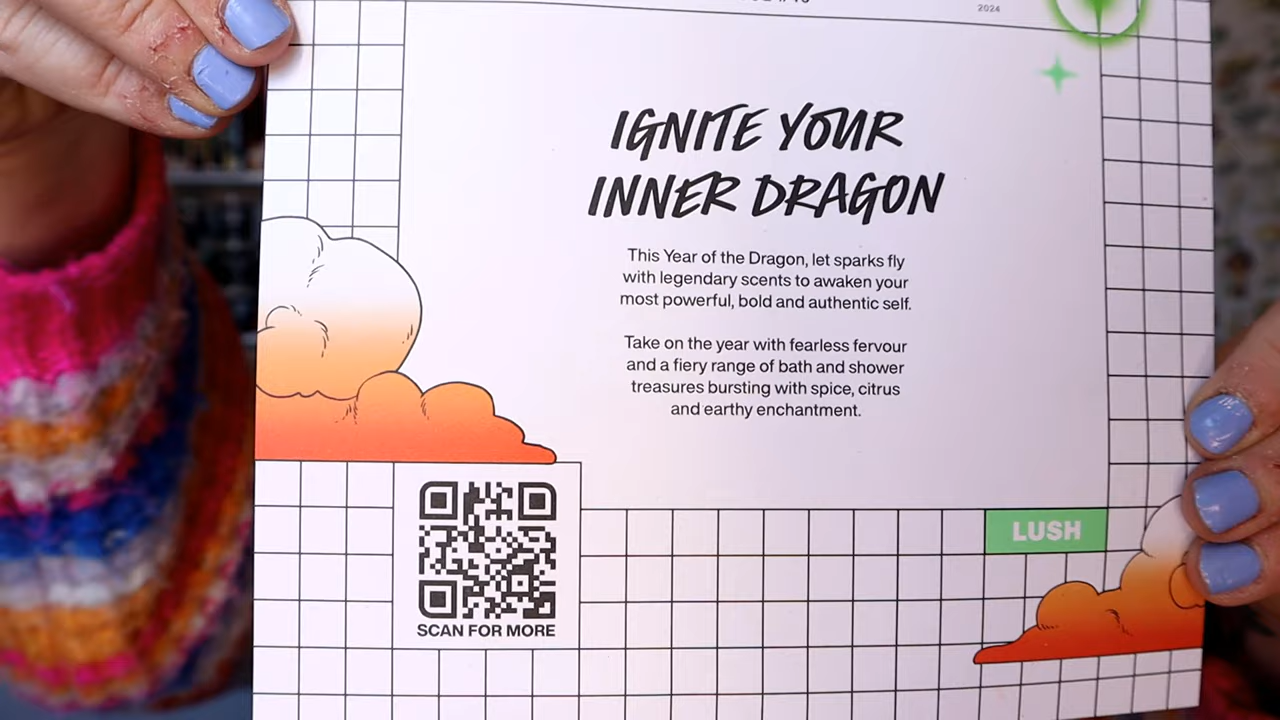 2024
IGNITE YOUR
INNER DRAGON
This Year of the Dragon, let sparks fly
with legendary scents to awaken your
most powerful, bold and authentic self.
Take on the year with fearless fervour
and a fiery range of bath and shower
treasures bursting with spice, citrus
and earthy enchantment.
LUSH
SCAN FOR MORE